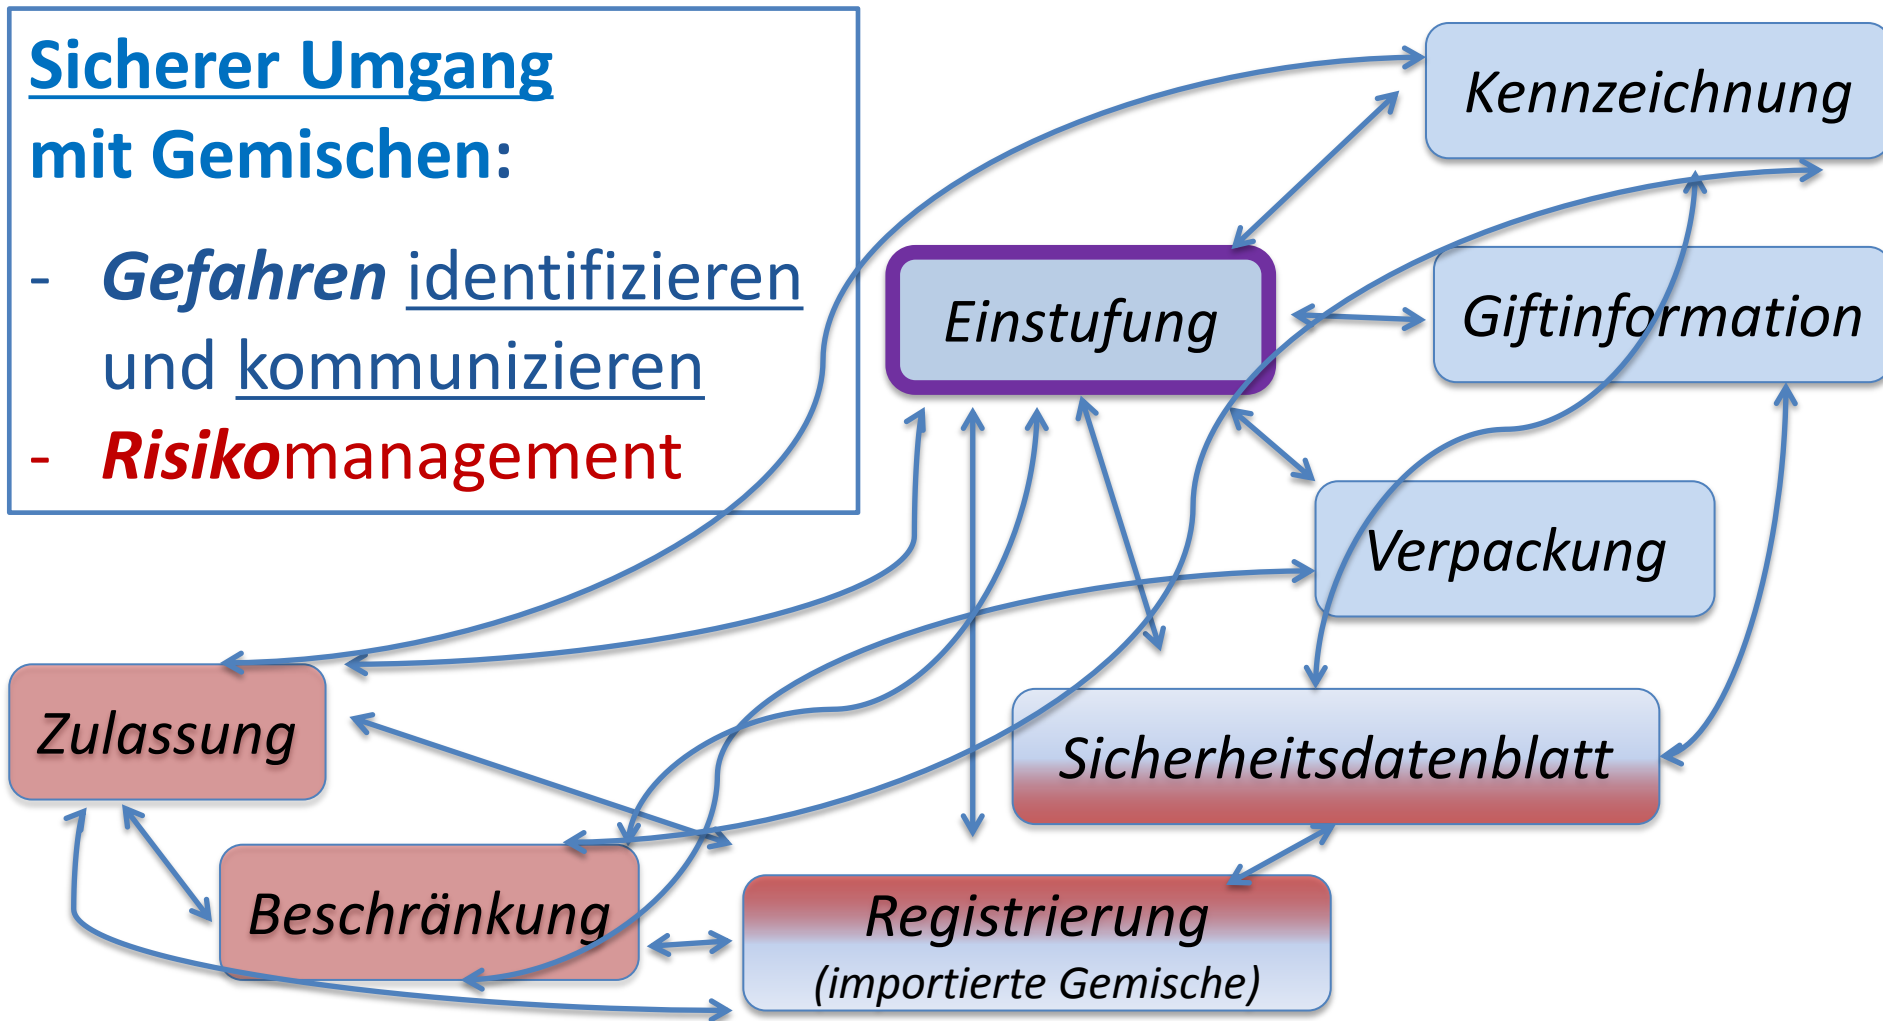 Sicherer Umgang
mit Gemischen:
- Gefahren identifizieren
und kommunizieren
- Risikomanagement
Kennzeichnung
Einstufung
Giftinformation
Verpackung
Zulassung
Sicherheitsdatenblatt
Beschränkung
Registrierung
(importierte Gemische)